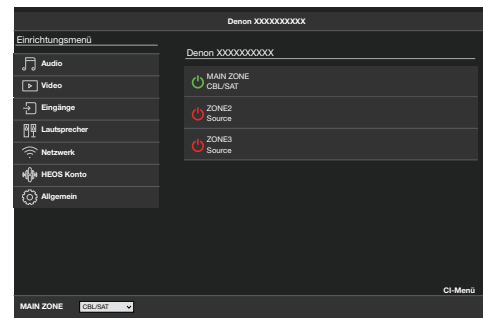 Denon XXXXXXXXXX
Einrichtungsmenü
Audio
Video
Eingänge
Lautsprecher
Netzwerk
HEOS Konto
Allgemein
Denon XXXXXXXXXX
MAIN ZONE
CBL/SAT
ZONE2
Source
ZONE3
Source
CI-Menü
MAIN ZONE CBL/SAT